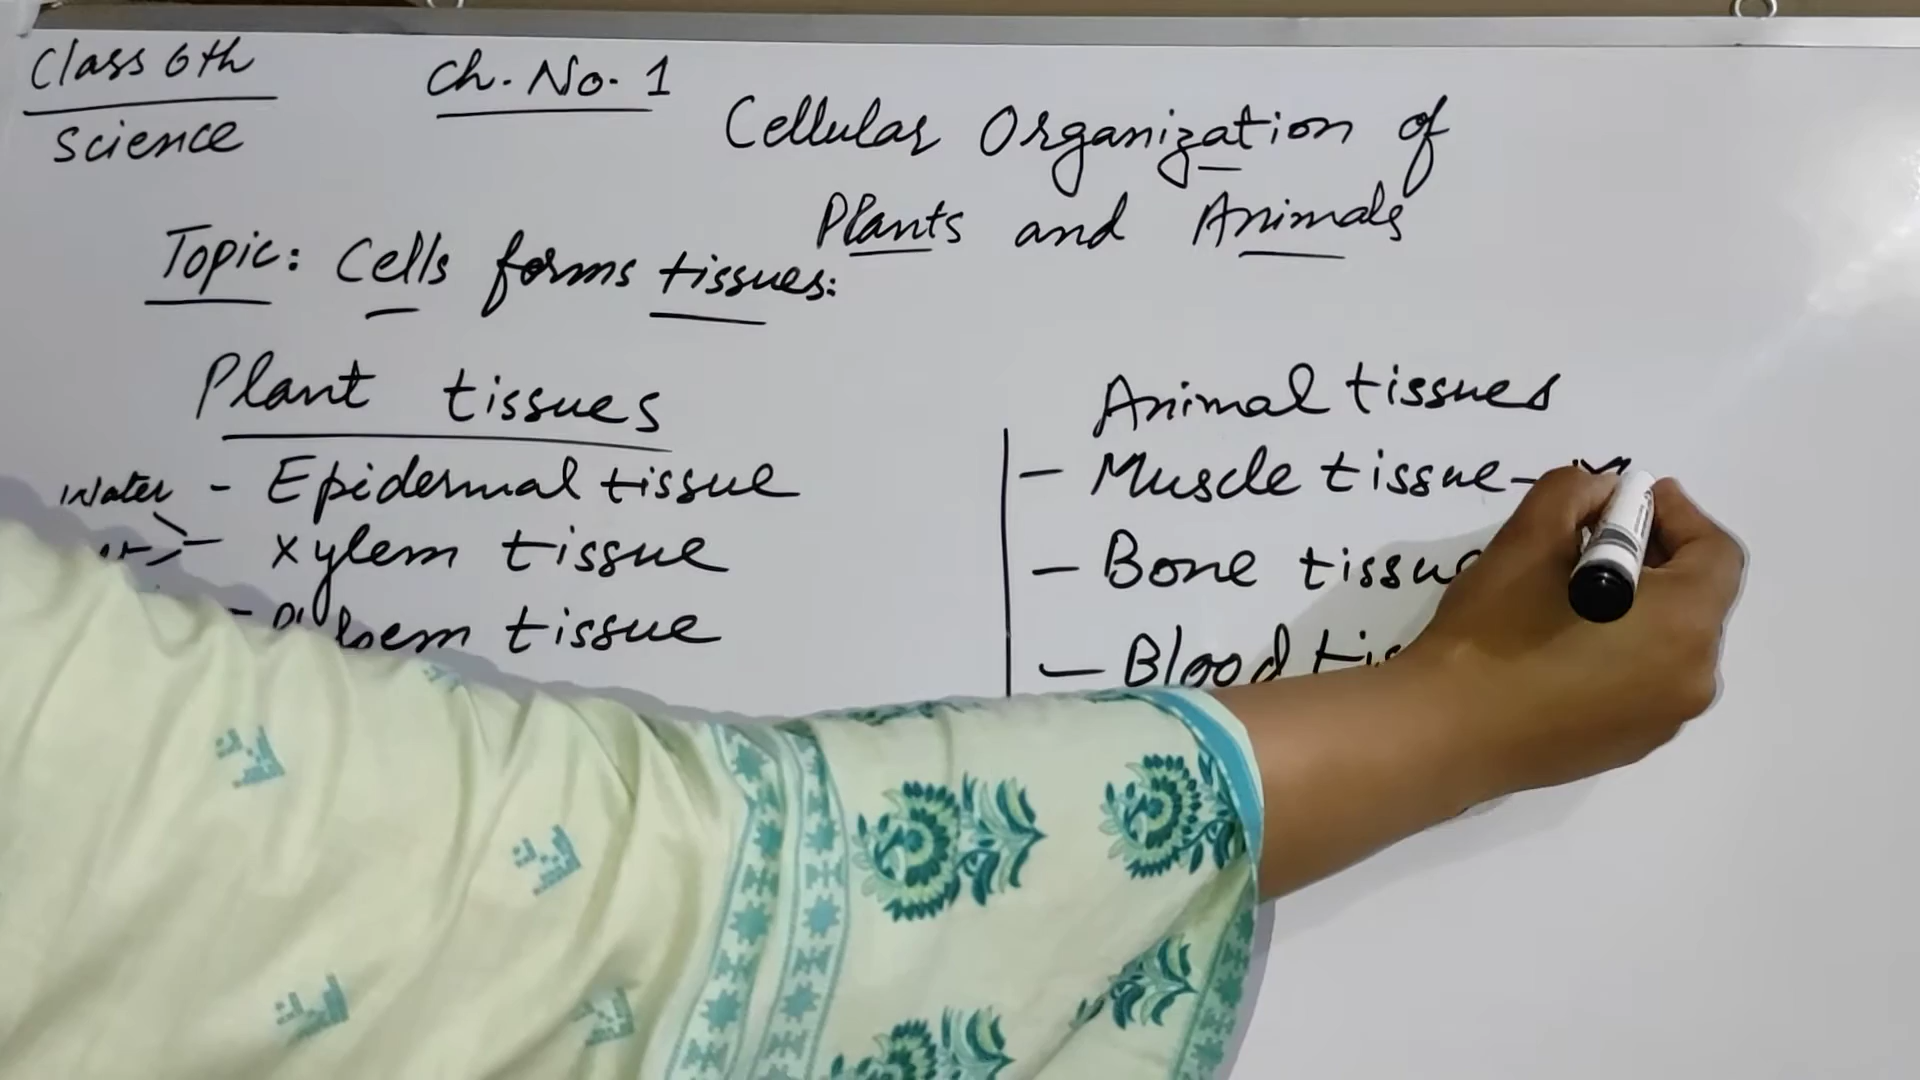 Class 6th
Science
Ch. No. 1
Cellular Organization of
Plants and Animals
Topic: Cells forms tissues:
Plant tissues
Water - Epidermal tissue
- Xylem tissue
- tissue
Animal tissues
- Muscle tissue -
- Bone
- Blood